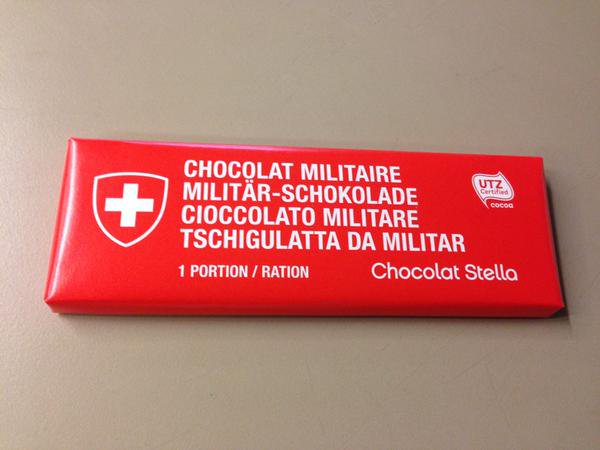 CHOCOLAT MILITAIRE
MILITÄR-SCHOKOLADE
CIOCCOLATO MILITARE
TSCHIGULATTA DA MILITAR
1 PORTION / RATION
Chocolat Stella
UTZ
Certified
cocoa